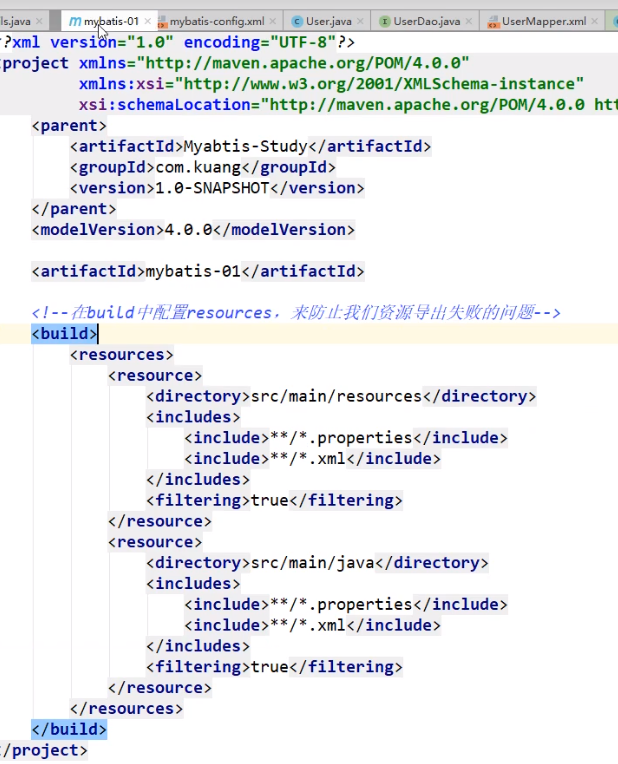 ls.java mybatis-01 mybatis-config.xml User.java UserDao.java UserMapper.xml
?xml version="1.0" encoding="UTF-8"?>
project xmlns="http://maven.apache.org/POM/4.0.0"
xmlns:xsi="http://www.w3.org/2001/XMLSchema-instance"
xsi:schemaLocation="http://maven.apache.org/POM/4.0.0 htt
<parent>
<artifactId>Myabtis-Study</artifactId>
<groupId>com.kuang</groupId>
<version>1.0-SNAPSHOT</version>
</parent>
<modelVersion>4.0.0</modelVersion>
<artifactId>mybatis-01</artifactId>
<!--在build中配置resources，来防止我们资源导出失败的问题-->
<build>
<resources>
<resource>
<directory>src/main/resources</directory>
<includes>
<include>**/*.properties</include>
<include>**/*.xml</include>
</includes>
<filtering>true</filtering>
</resource>
<resource>
<directory>src/main/java</directory>
<includes>
<include>**/*.properties</include>
<include>**/*.xml</include>
</includes>
<filtering>true</filtering>
</resource>
</resources>
</build>
/project>